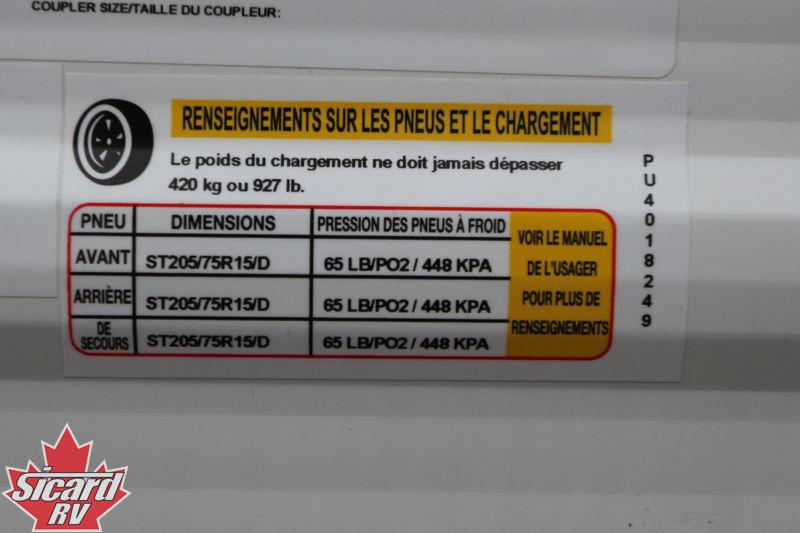 COUPLER SIZE/TAILLE DU COUPLEUR:
RENSEIGNEMENTS SUR LES PNEUS ET LE CHARGEMENT
Le poids du chargement ne doit jamais dépasser
420 kg ou 927 lb.
PNEU DIMENSIONS PRESSION DES PNEUS À FROID
AVANT ST205/75R15/D 65 LB/PO2 / 448 KPA
ARRIÈRE ST205/75R15/D 65 LB/PO2 / 448 KPA
DE
SECOURS ST205/75R15/D 65 LB/PO2 / 448 KPA
VOIR LE MANUEL
DE L'USAGER
POUR PLUS DE
RENSEIGNEMENTS
PU4018249
Sicard
RV